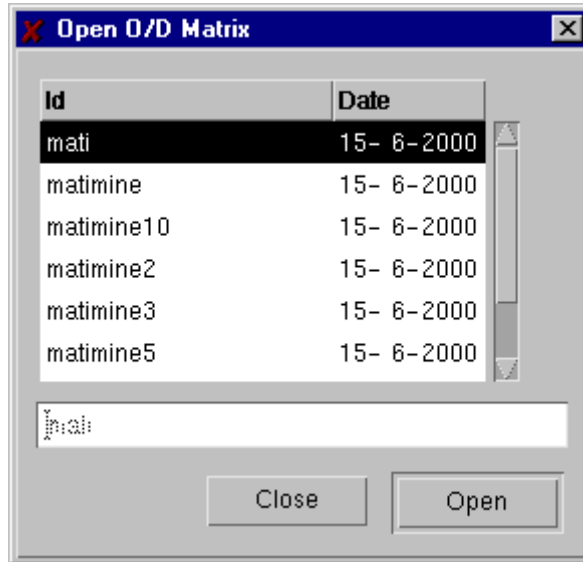 Open O/D Matrix
Id Date
mati 15- 6-2000
matimine 15- 6-2000
matimine10 15- 6-2000
matimine2 15- 6-2000
matimine3 15- 6-2000
matimine5 15- 6-2000
Close Open